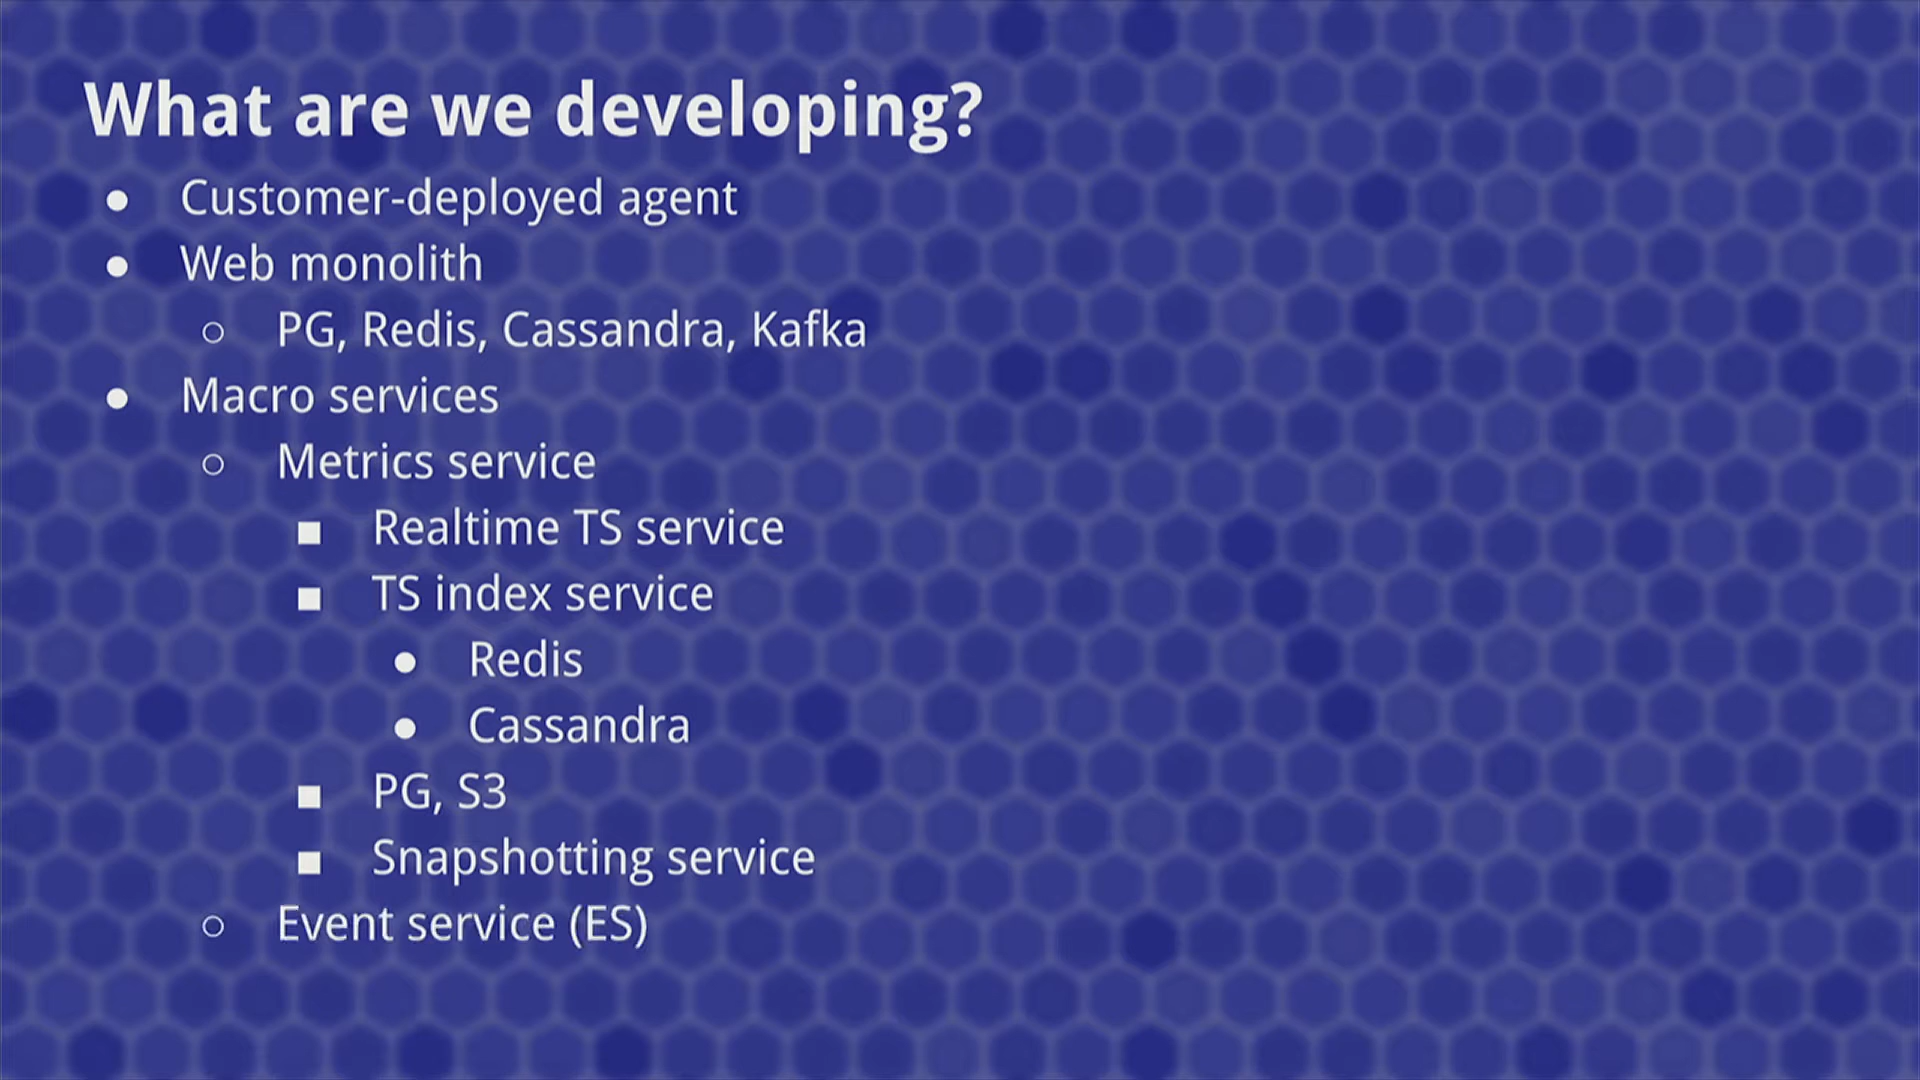 What are we developing?
● Customer-deployed agent
● Web monolith
○ PG, Redis, Cassandra, Kafka
● Macro services
○ Metrics service
■ Realtime TS service
■ TS index service
● Redis
● Cassandra
■ PG, S3
■ Snapshotting service
○ Event service (ES)